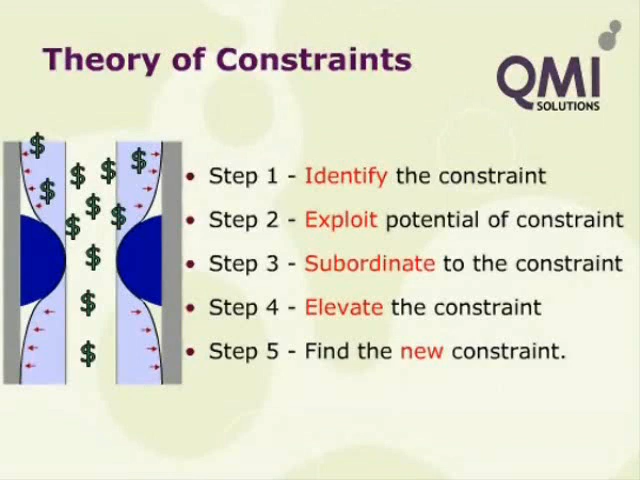 Theory of Constraints
QMI
SOLUTIONS
• Step 1 - Identify the constraint
• Step 2 - Exploit potential of constraint
• Step 3 - Subordinate to the constraint
• Step 4 - Elevate the constraint
• Step 5 - Find the new constraint.
$
$
$
$
$
$
$
$
$
$
$